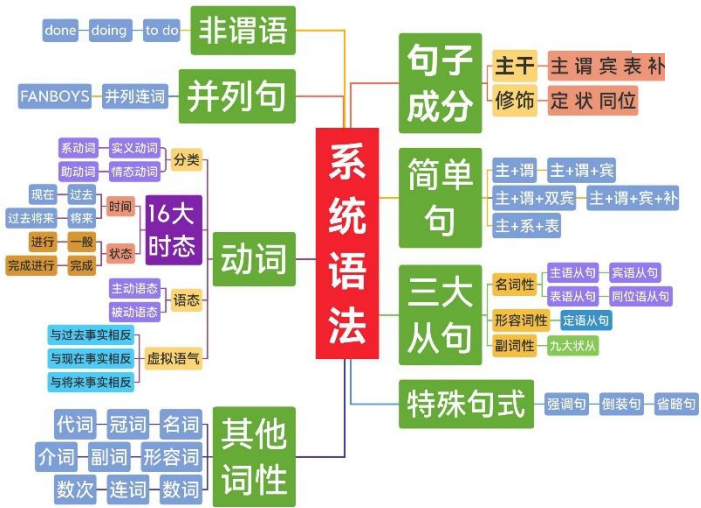 系统语法
非谓语
to do
doing
done
并列句
并列连词
FANBOYS
动词
分类
实义动词
系动词
情态动词
助动词
16大时态
时间
过去
现在
将来
过去将来
状态
一般
进行
完成
完成进行
语态
主动语态
被动语态
虚拟语气
与过去事实相反
与现在事实相反
与将来事实相反
其他词性
代词 冠词 名词
介词 副词 形容词
数次 连词 数词
句子成分
主干
主 谓 宾 表 补
修饰
定 状 同位
简单句
主+谓 主+谓+宾
主+谓+双宾 主+谓+宾+补
主+系+表
三大从句
名词性
主语从句 宾语从句
表语从句 同位语从句
形容词性
定语从句
副词性
九大状从
特殊句式
强调句 倒装句 省略句